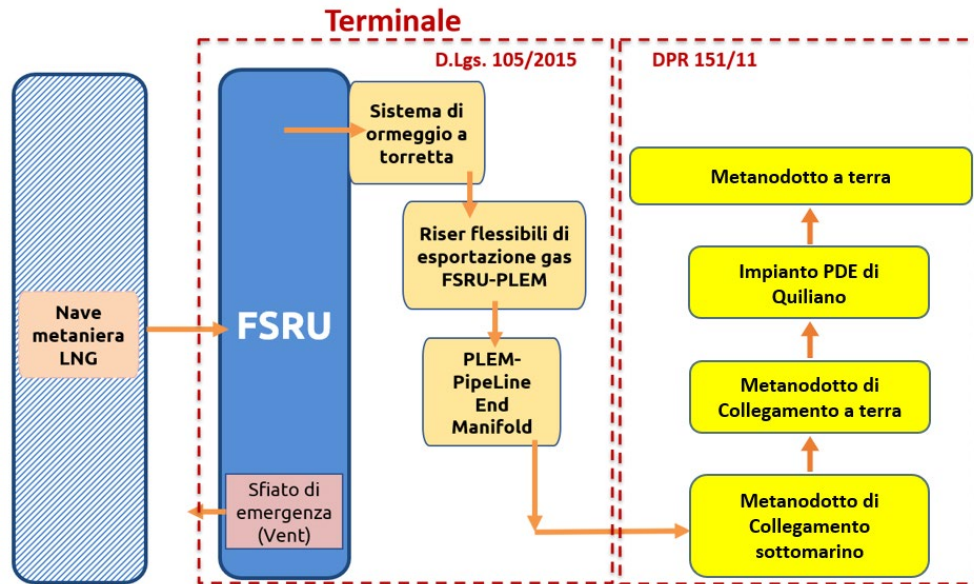 Terminale
D.Lgs. 105/2015
DPR 151/11
Nave
metaniera
LNG
FSRU
Sfiato di
emergenza
(Vent)
Sistema di
ormeggio a
torretta
Riser flessibili di
esportazione gas
FSRU-PLEM
PLEM-
PipeLine
End
Manifold
Metanodotto a terra
Impianto PDE di
Quiliano
Metanodotto di
Collegamento a terra
Metanodotto di
Collegamento
sottomarino